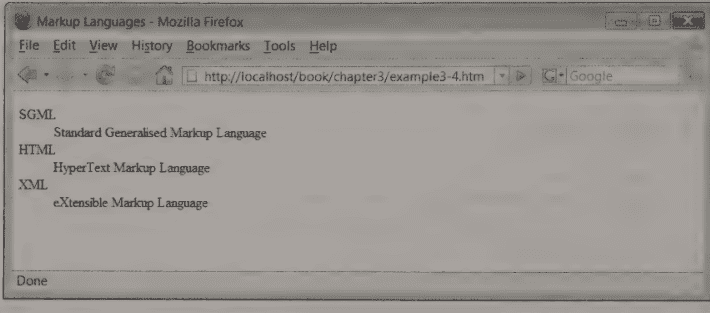 Markup Languages - Mozilla Firefox
File Edit View History Bookmarks Tools Help
http://localhost/book/chapter3/example3-4.htm G Google
SGML
Standard Generalised Markup Language
HTML
HyperText Markup Language
XML
eXtensible Markup Language
Done